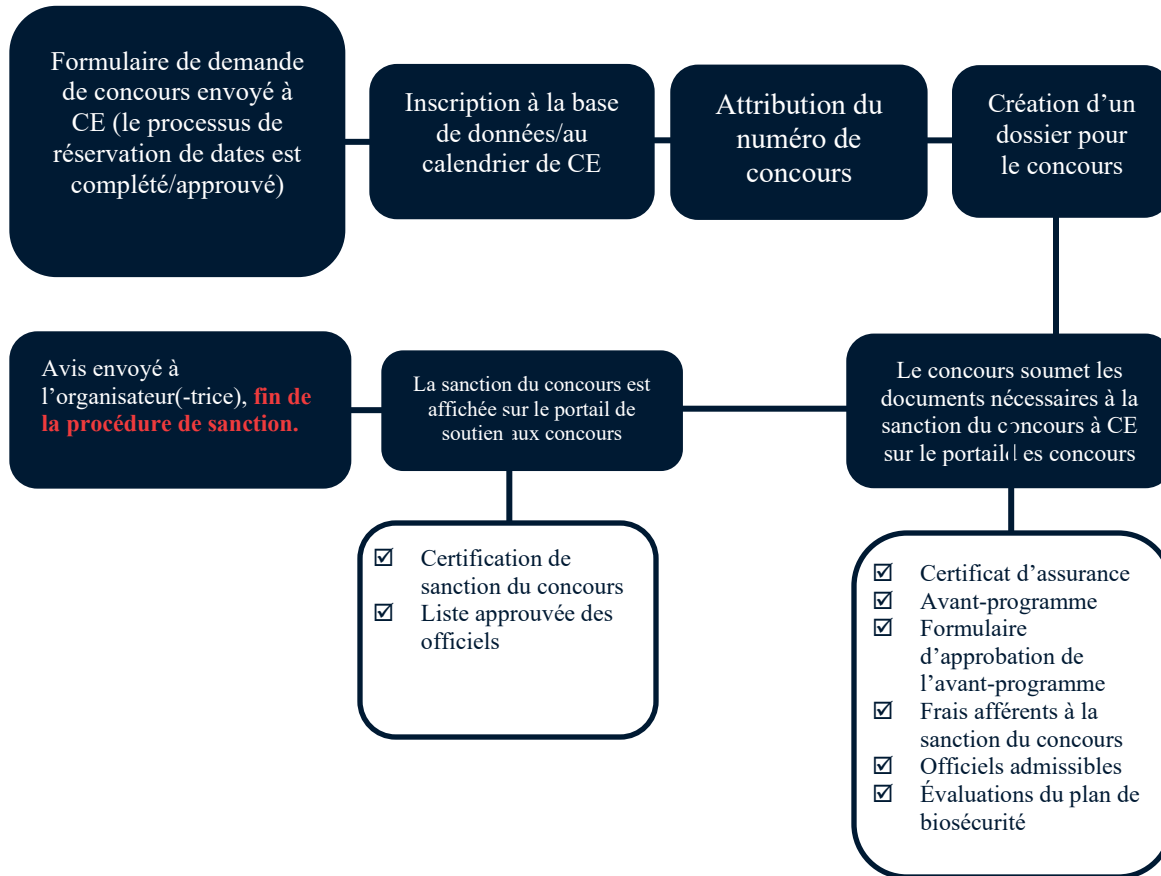 Formulaire de demande
de concours envoyé à
CE (le processus de
réservation de dates est
complété/approuvé)
Inscription à la base
de données/au
calendrier de CE
Attribution du
numéro de
concours
Création d’un
dossier pour
le concours
Le concours soumet les
documents nécessaires à la
sanction du concours à CE
sur le portail des concours
☑ Certificat d’assurance
☑ Avant-programme
☑ Formulaire
d’approbation de
l’avant-programme
☑ Frais afférents à la
sanction du concours
☑ Officiels admissibles
☑ Évaluations du plan de
biosécurité
La sanction du concours est
affichée sur le portail de
soutien aux concours
☑ Certification de
sanction du concours
☑ Liste approuvée des
officiels
Avis envoyé à
l’organisateur(-trice), fin de
la procédure de sanction.